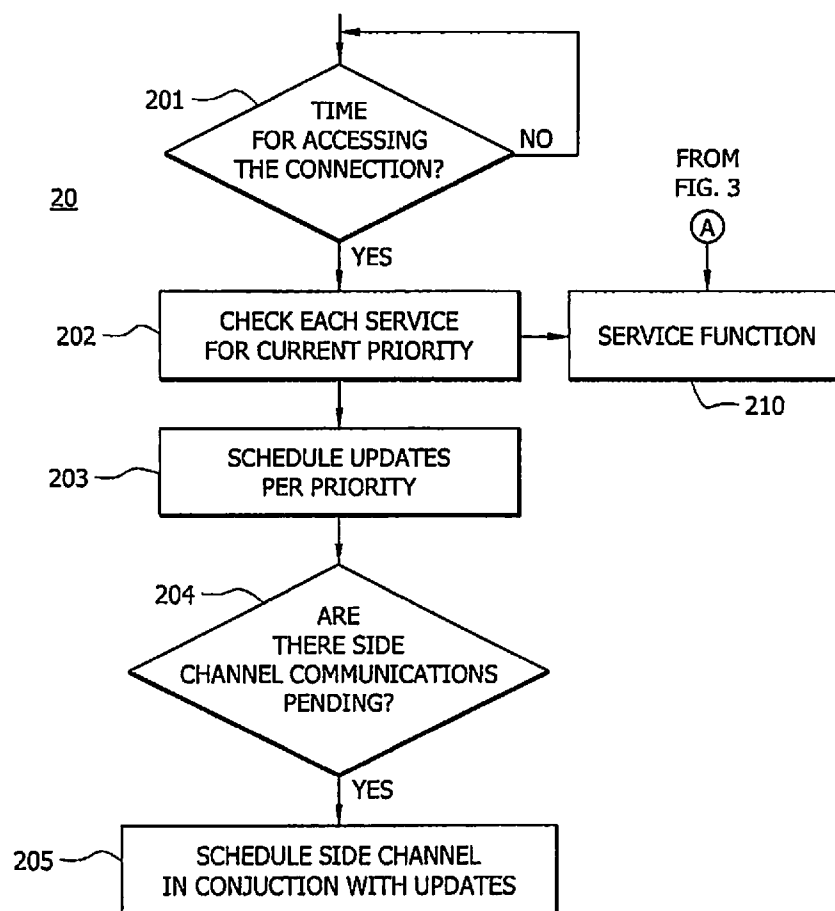 201
TIME
FOR ACCESSING
THE CONNECTION?
NO
20
FROM
FIG. 3
A
YES
202
CHECK EACH SERVICE
FOR CURRENT PRIORITY
SERVICE FUNCTION
210
203
SCHEDULE UPDATES
PER PRIORITY
204
ARE
THERE SIDE
CHANNEL COMMUNICATIONS
PENDING?
YES
205
SCHEDULE SIDE CHANNEL
IN CONJUCTION WITH UPDATES